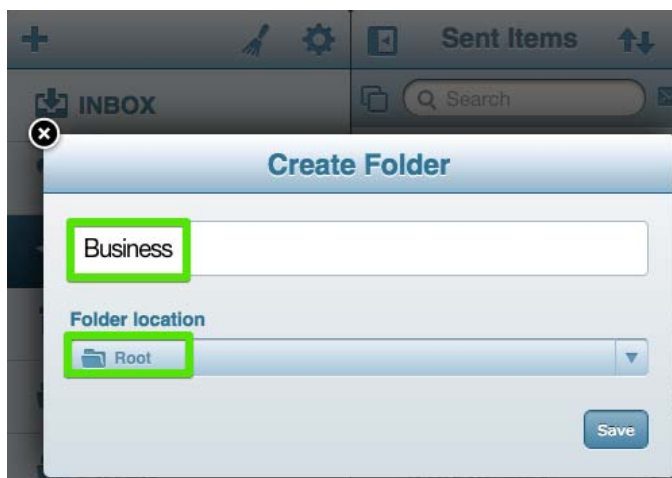 Sent Items
INBOX
Search
Create Folder
Business
Folder location
Root
Save